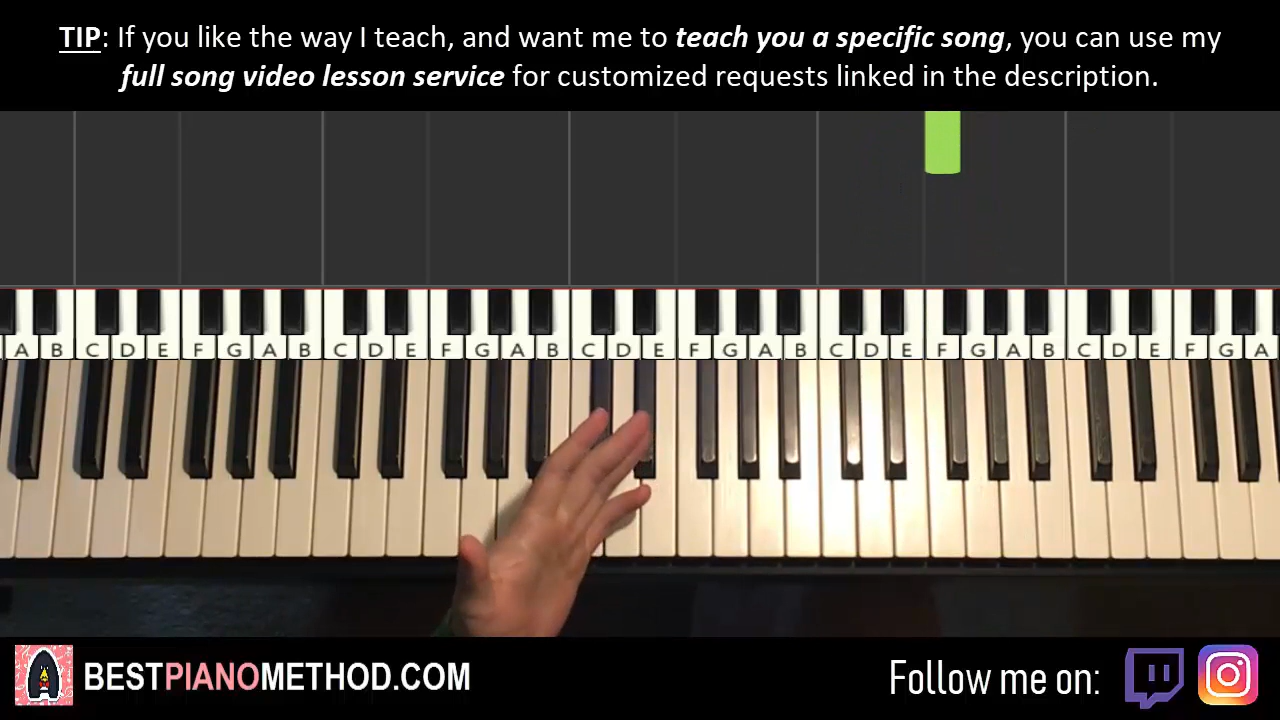 TIP: If you like the way I teach, and want me to teach you a specific song, you can use my
full song video lesson service for customized requests linked in the description.
A B C D E F G A B C D E F G A B C D E F G A B C D E F G A B C D E F G A
BESTPIANOMETHOD.COM
Follow me on: